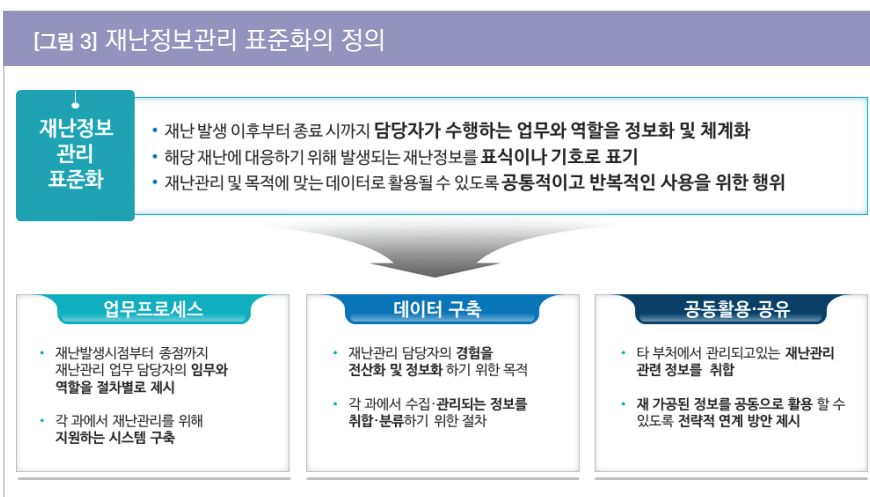 [그림 3] 재난정보관리 표준화의 정의
재난정보
관리
표준화
• 재난 발생 이후부터 종료 시까지 담당자가 수행하는 업무와 역할을 정보화 및 체계화
• 해당 재난에 대응하기 위해 발생되는 재난정보를 표식이나 기호로 표기
• 재난관리 및 목적에 맞는 데이터로 활용될 수 있도록 공통적이고 반복적인 사용을 위한 행위
업무프로세스
• 재난발생시점부터 종점까지
재난관리 업무 담당자의 임무와
역할을 절차별로 제시
• 각 과에서 재난관리를 위해
지원하는 시스템 구축
데이터 구축
• 재난관리 담당자의 경험을
전산화 및 정보화 하기 위한 목적
• 각 과에서 수집·관리되는 정보를
취합·분류하기 위한 절차
공동활용·공유
• 타 부처에서 관리되고있는 재난관리
관련 정보를 취합
• 재 가공된 정보를 공동으로 활용 할 수
있도록 전략적 연계 방안 제시